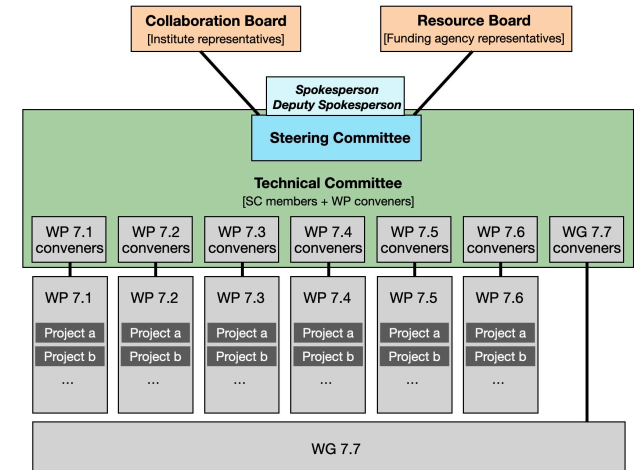 Collaboration Board
[Institute representatives]
Resource Board
[Funding agency representatives]
Spokesperson
Deputy Spokesperson
Steering Committee
Technical Committee
[SC members + WP conveners]
WP 7.1
conveners
WP 7.2
conveners
WP 7.3
conveners
WP 7.4
conveners
WP 7.5
conveners
WP 7.6
conveners
WG 7.7
conveners
WP 7.1
Project a
Project b
...
WP 7.2
Project a
Project b
...
WP 7.3
Project a
Project b
...
WP 7.4
Project a
Project b
...
WP 7.5
Project a
Project b
...
WP 7.6
Project a
Project b
...
WG 7.7